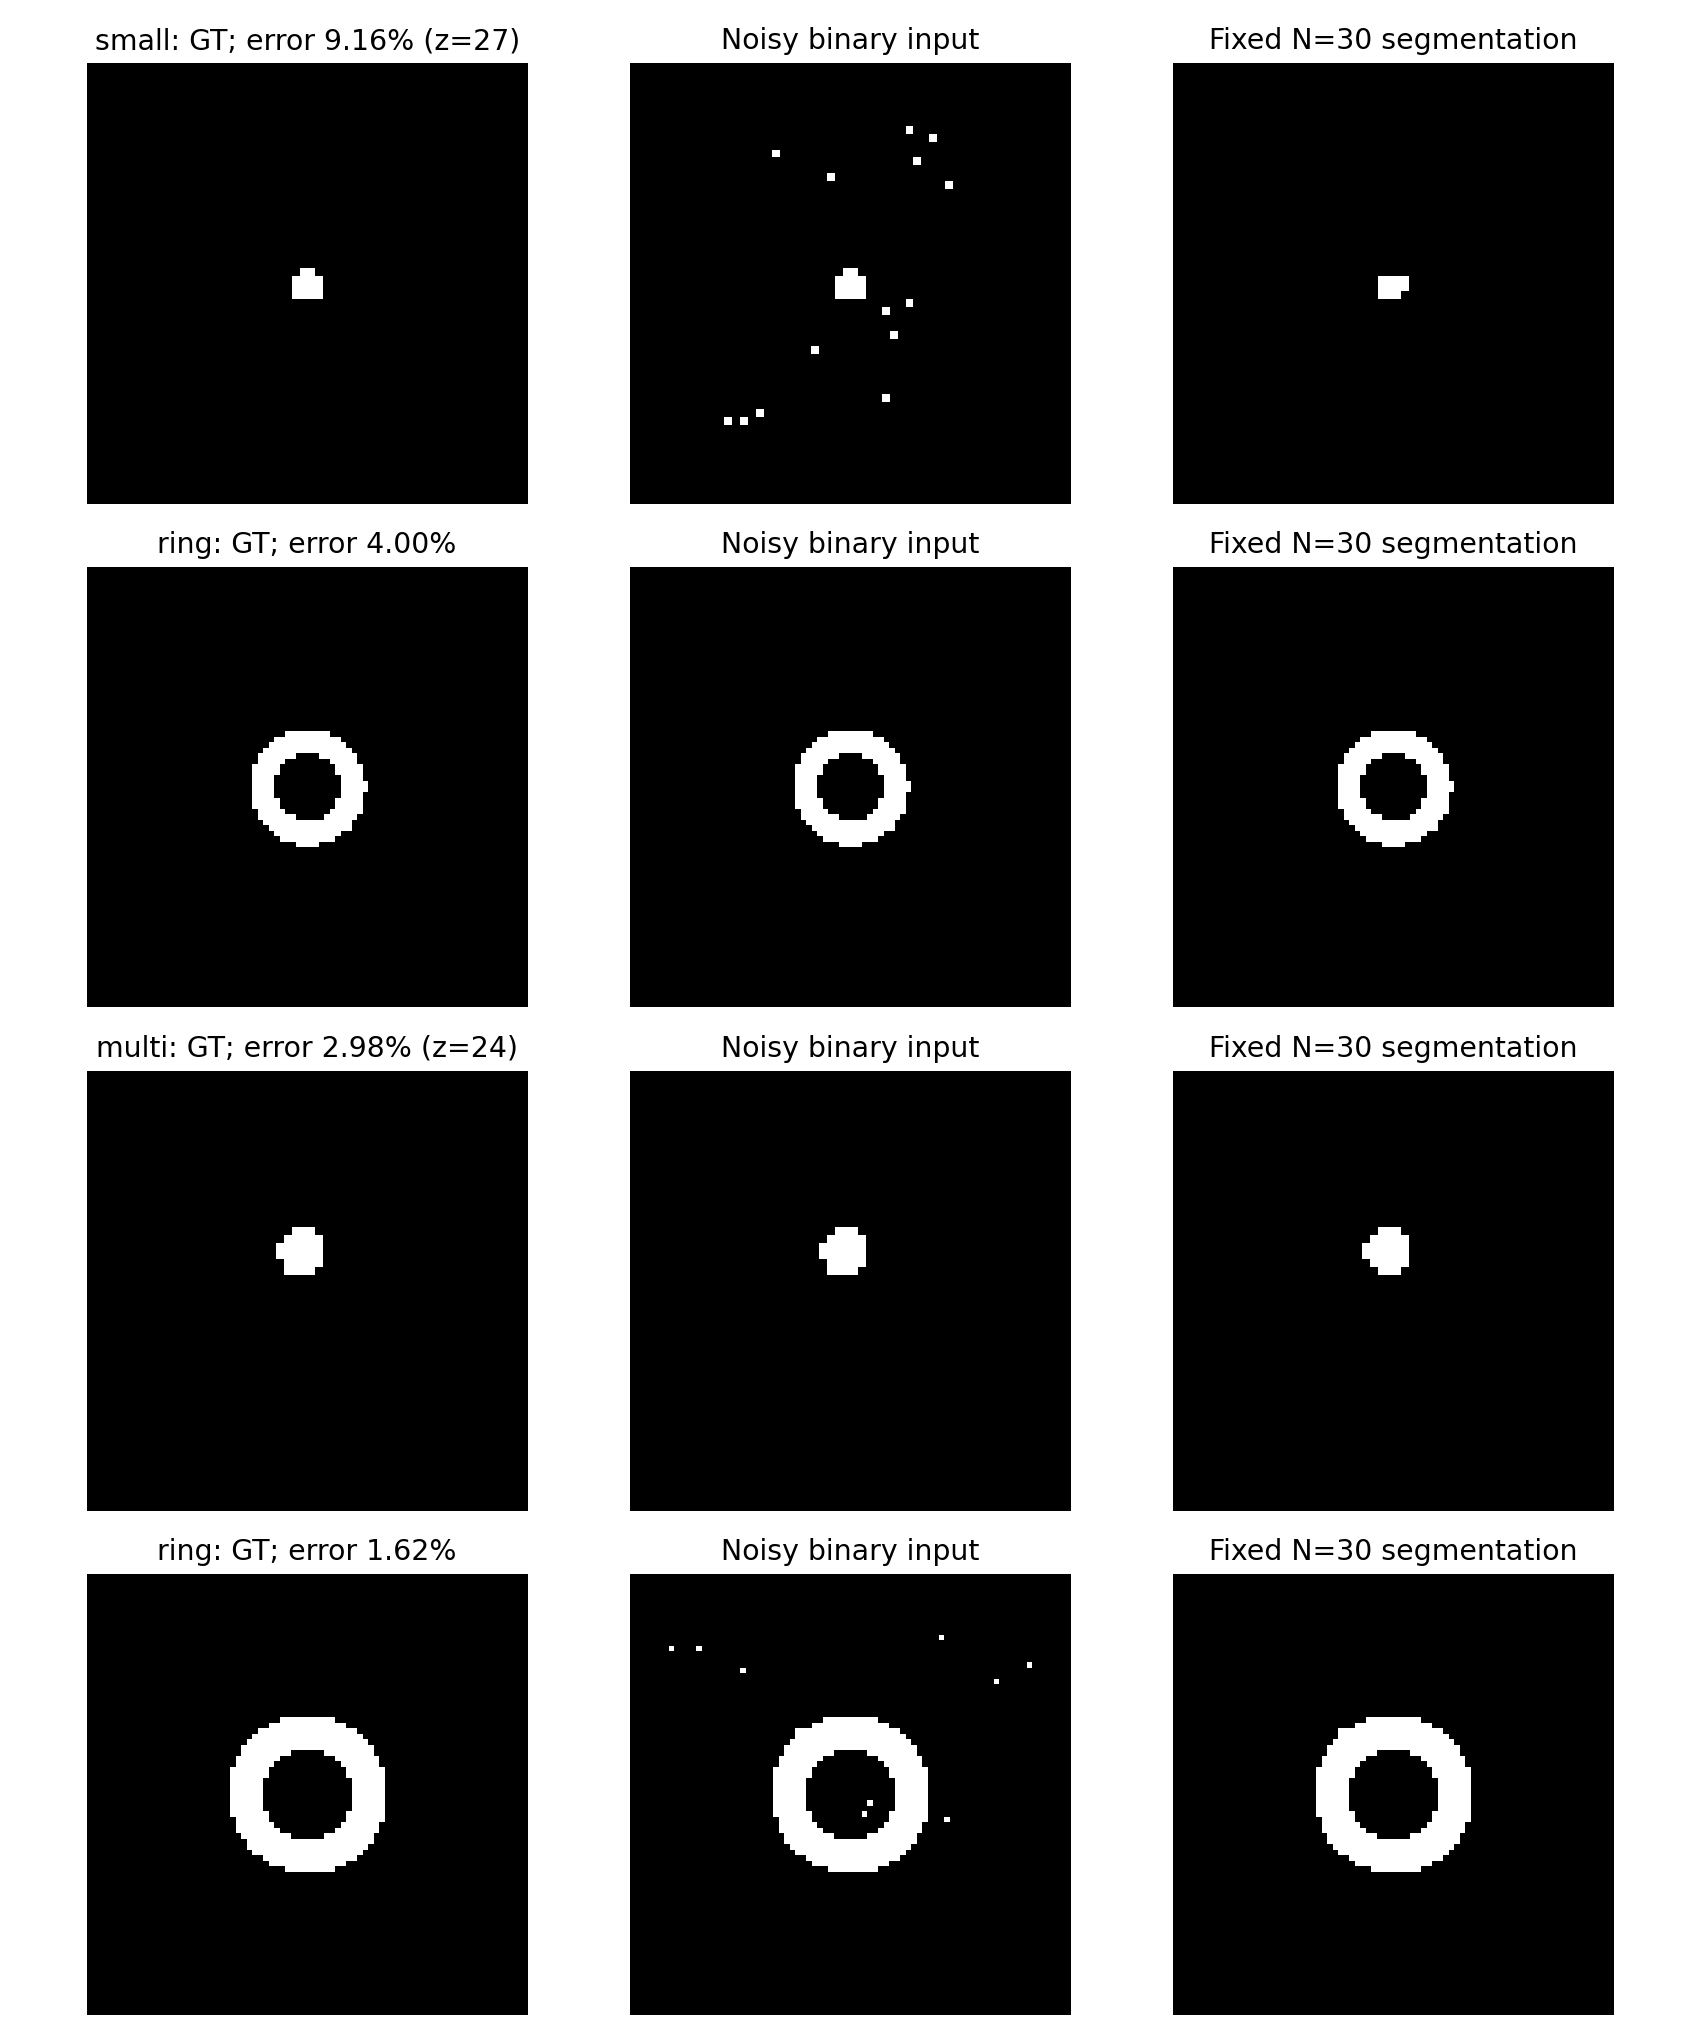 small: GT; error 9.16% (z=27)
Noisy binary input
Fixed N=30 segmentation
ring: GT; error 4.00%
Noisy binary input
Fixed N=30 segmentation
multi: GT; error 2.98% (z=24)
Noisy binary input
Fixed N=30 segmentation
ring: GT; error 1.62%
Noisy binary input
Fixed N=30 segmentation